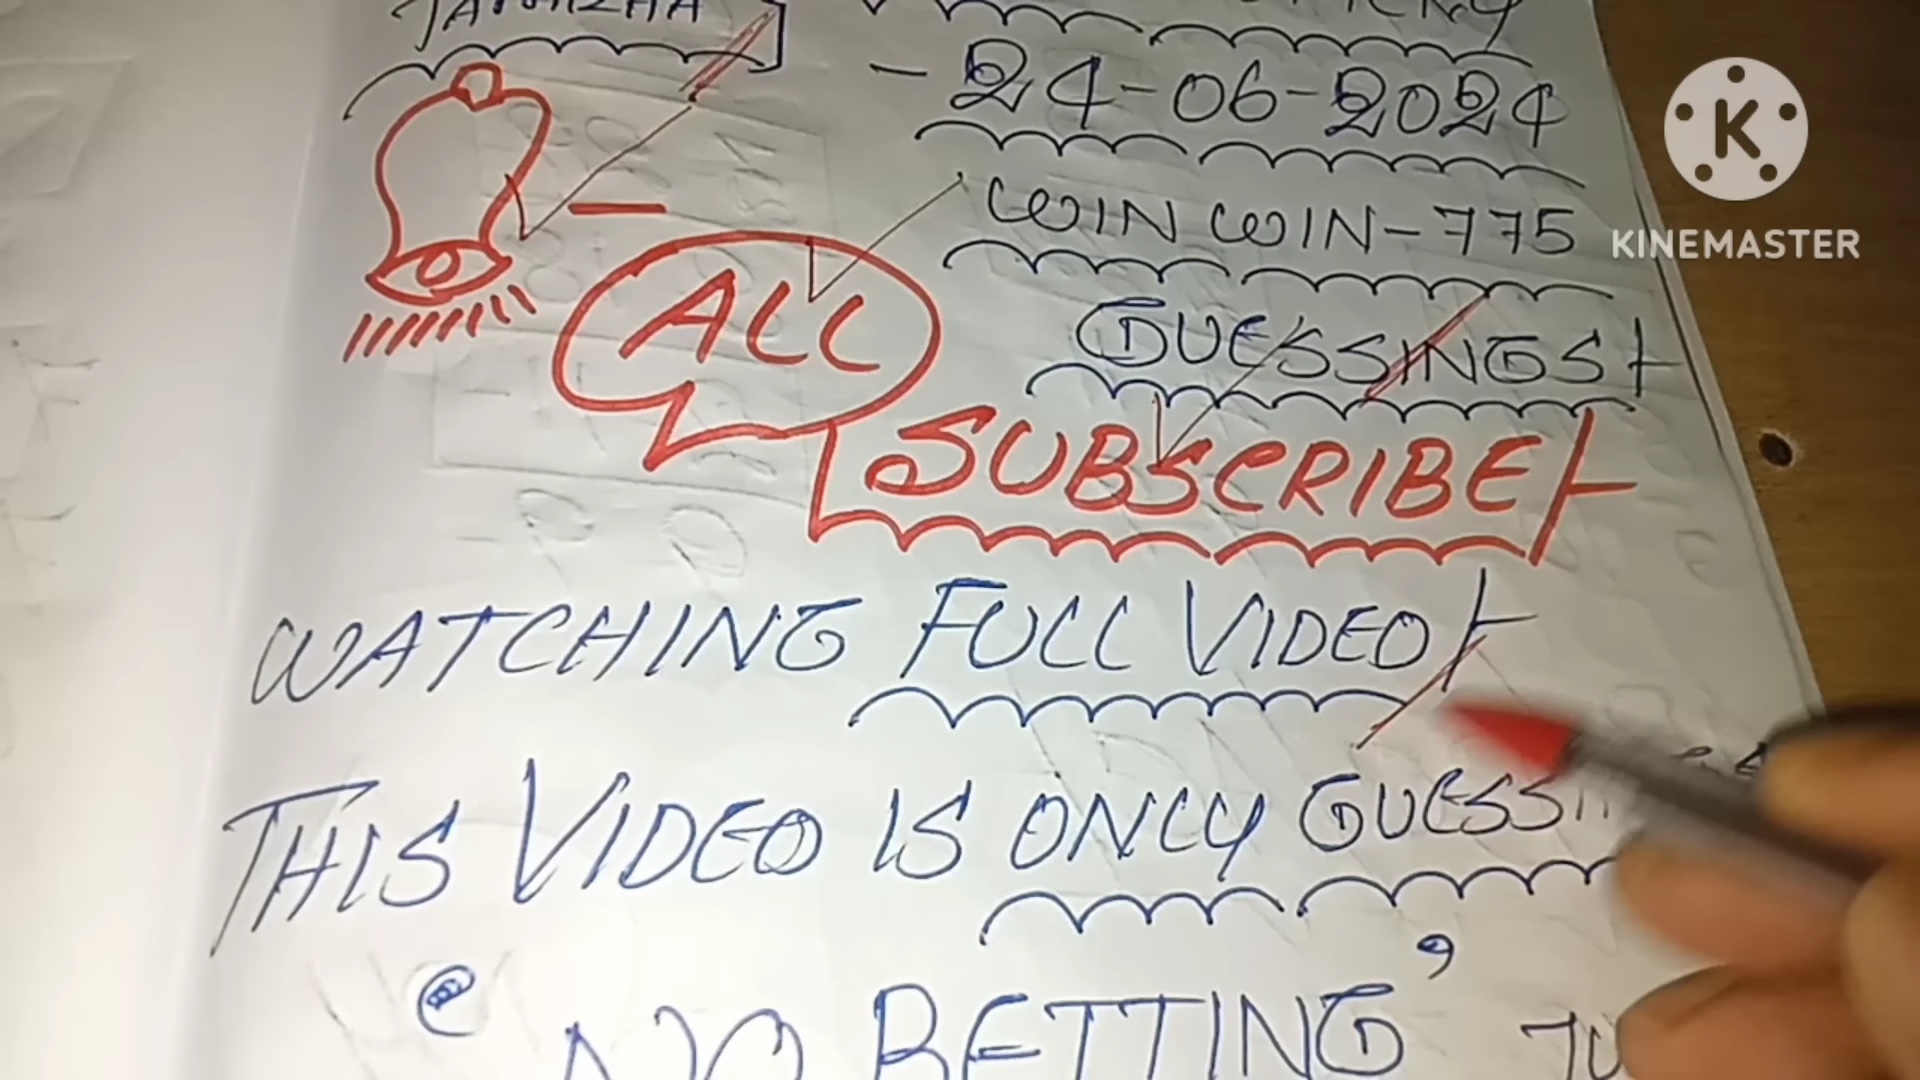 - 24-06-2024
WIN WIN-775
GUESSINGS
ALL
SUBSCRIBE
WATCHING FULL VIDEO
THIS VIDEO IS ONLY
NO BETTING
K
KINEMASTER